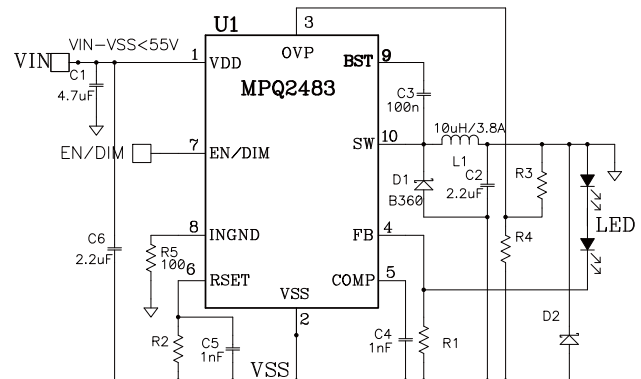 U1
3
VIN-VSS<55V
VIN
1
VDD
OVP
BST
9
C1
4.7uF
MPQ2483
C3
100n
10uH/3.8A
7
EN/DIM
EN/DIM
SW
10
L1
D1
B360
C2
2.2uF
R3
8
INGND
FB
4
R4
LED
C6
2.2uF
R5
100
6
RSET
COMP
5
VSS
2
D2
R2
C5
1nF
C4
1nF
R1
VSS